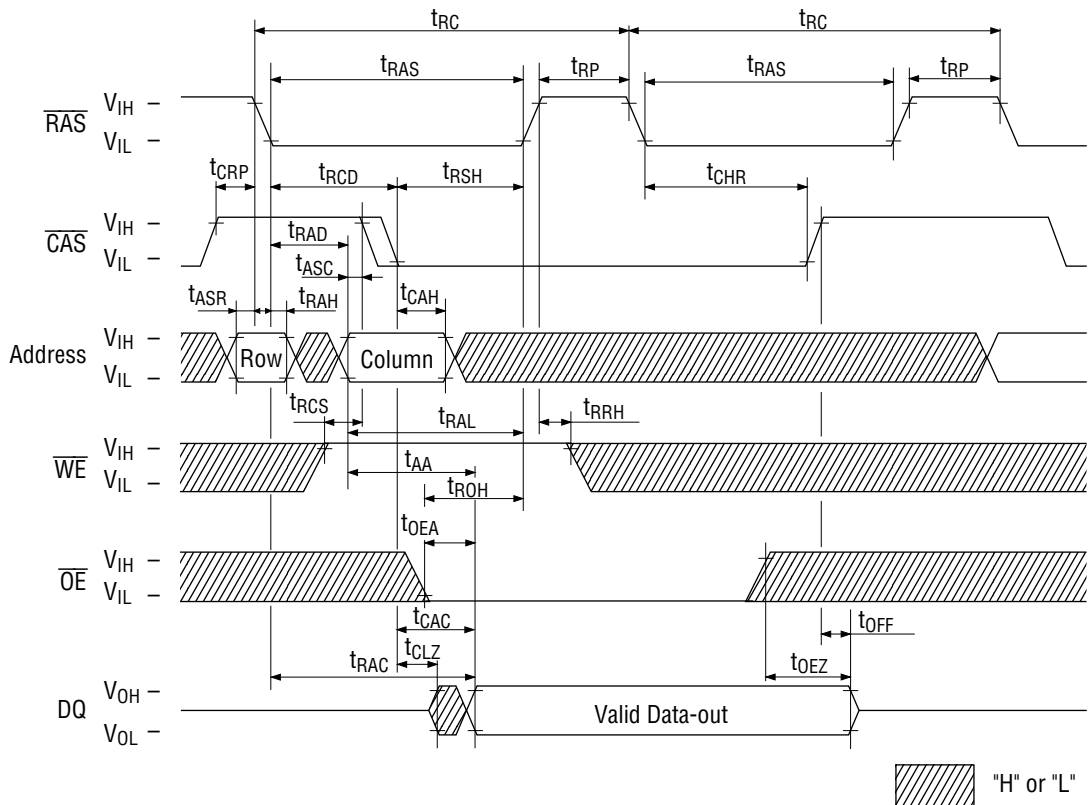 tRC tRC
tRAS tRP tRAS tRP
RAS VIH
VIL
tCRP tRCD tRSH tCHR
CAS VIH
VIL
tRAD
tASC
tASR tRAH tCAH
Address VIH
VIL
Row Column
tRCS tRAL tRRH
WE VIH
VIL
tAA
tROH
tOEA
OE VIH
VIL
tCAC tOFF
tRAC tCLZ tOEZ
DQ VOH
VOL
Valid Data-out
"H" or "L"